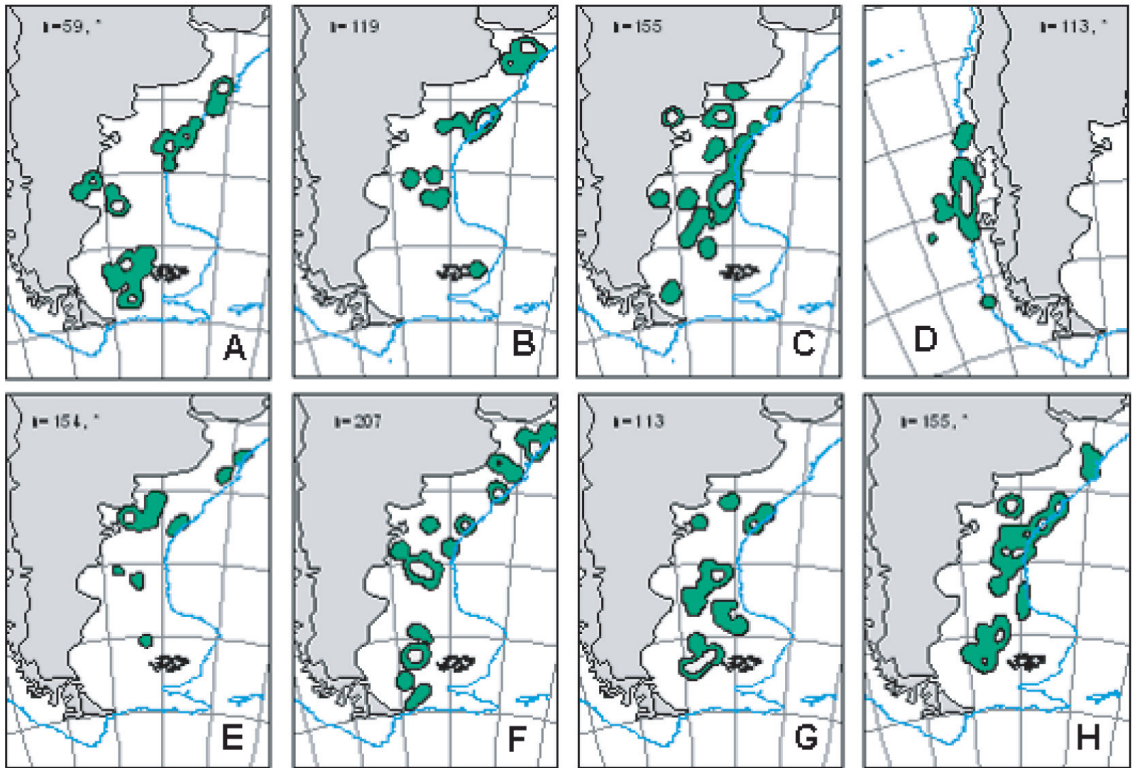 n=59, *
A
n=119
B
n=155
C
n=113, *
D
n=154, *
E
n=207
F
n=113
G
n=155, *
H